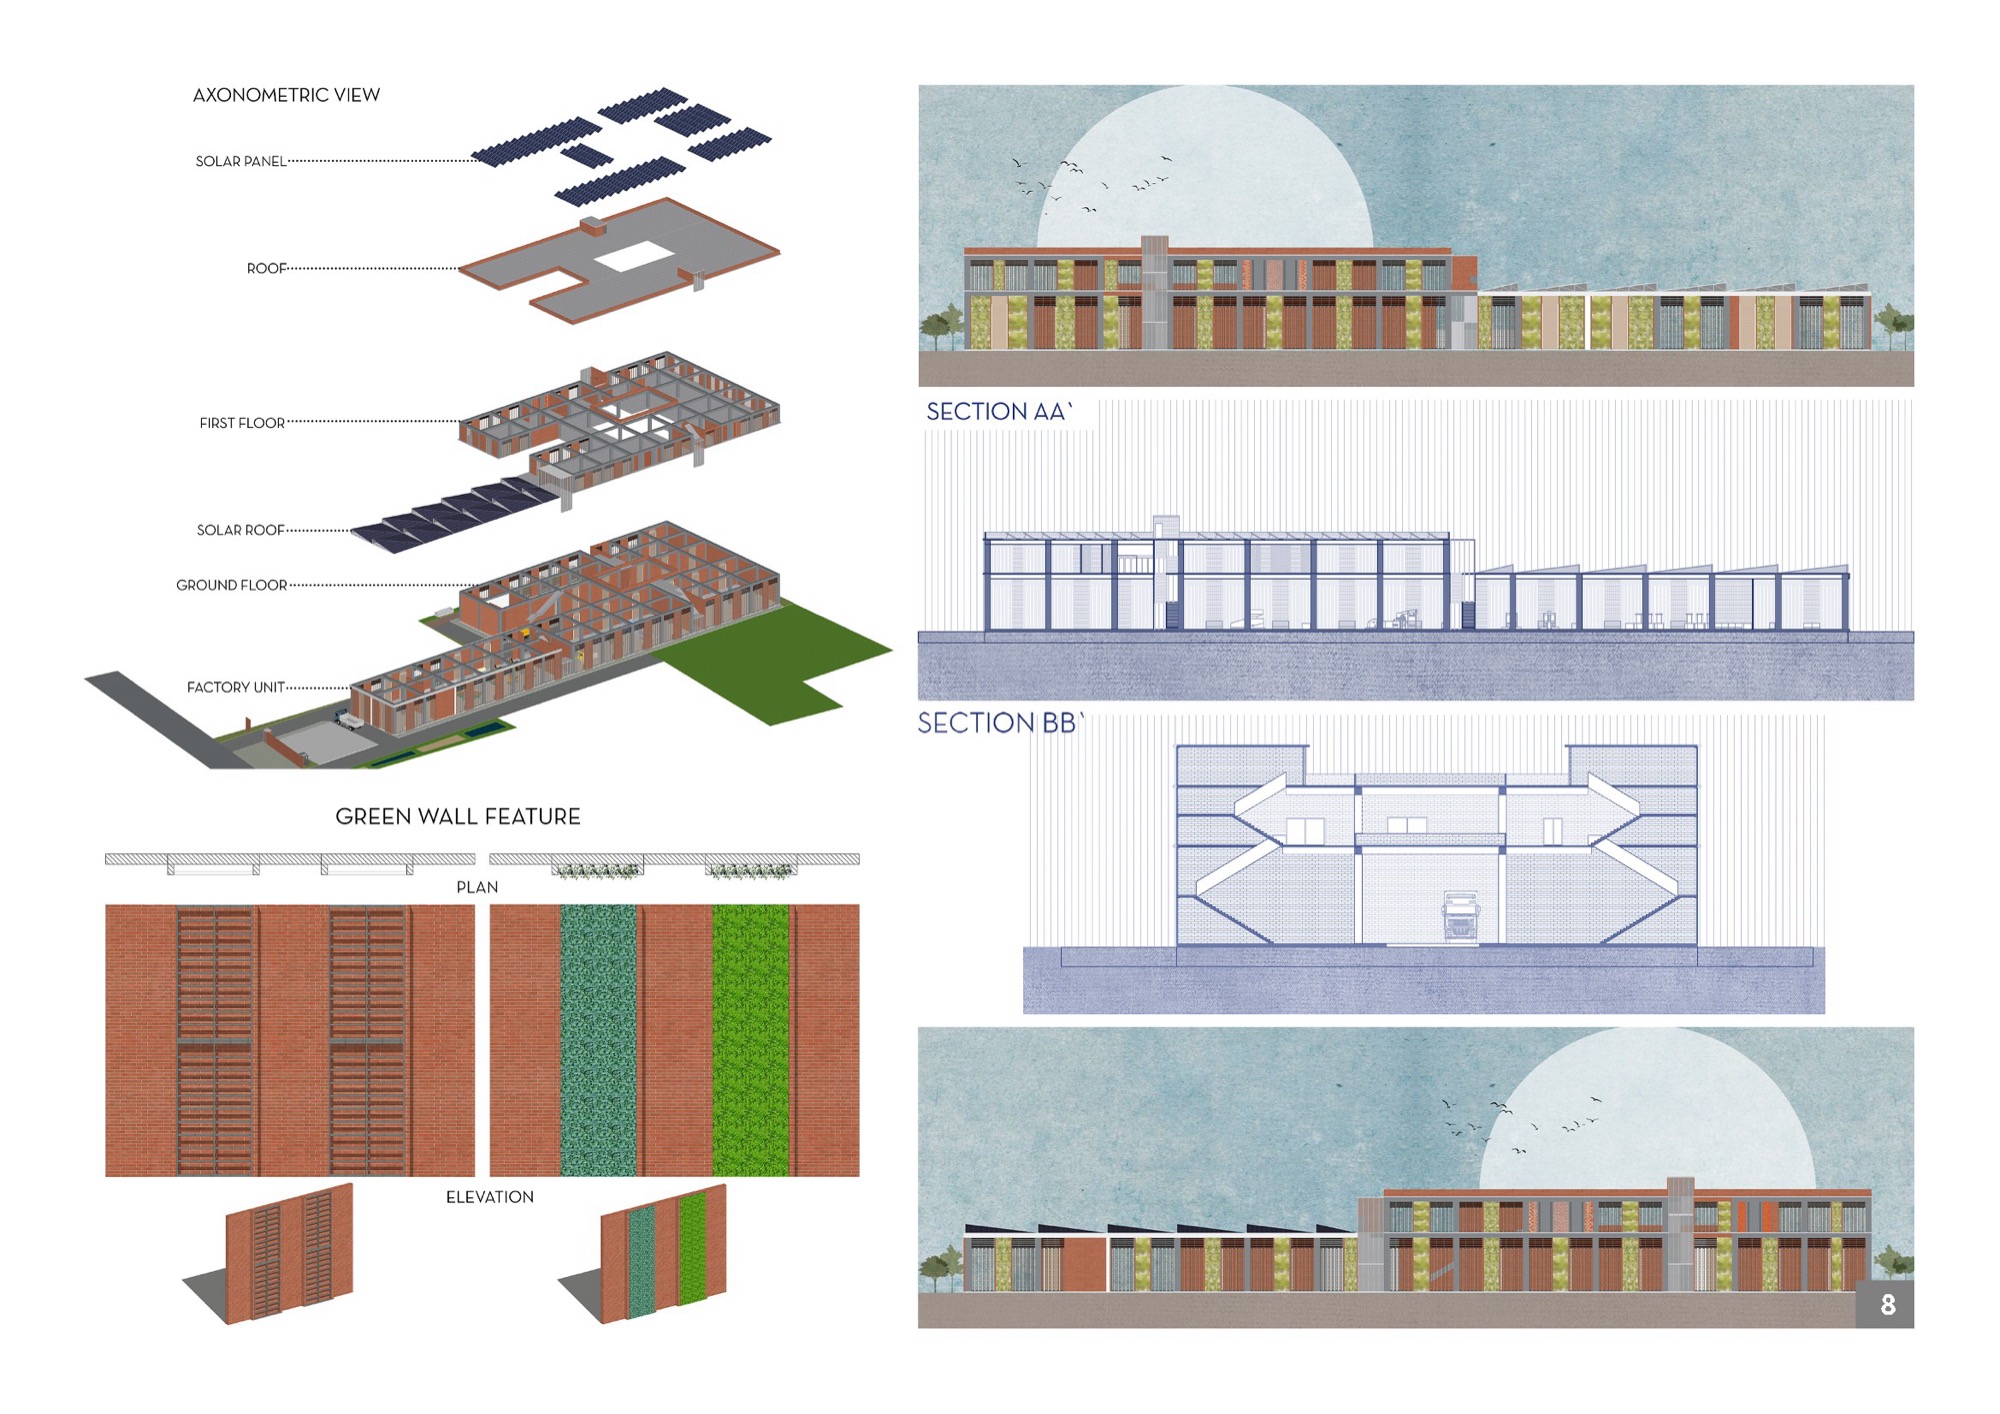 AXONOMETRIC VIEW
SOLAR PANEL
ROOF
FIRST FLOOR
SOLAR ROOF
GROUND FLOOR
FACTORY UNIT
GREEN WALL FEATURE
PLAN
ELEVATION
SECTION AA`
SECTION BB`
8